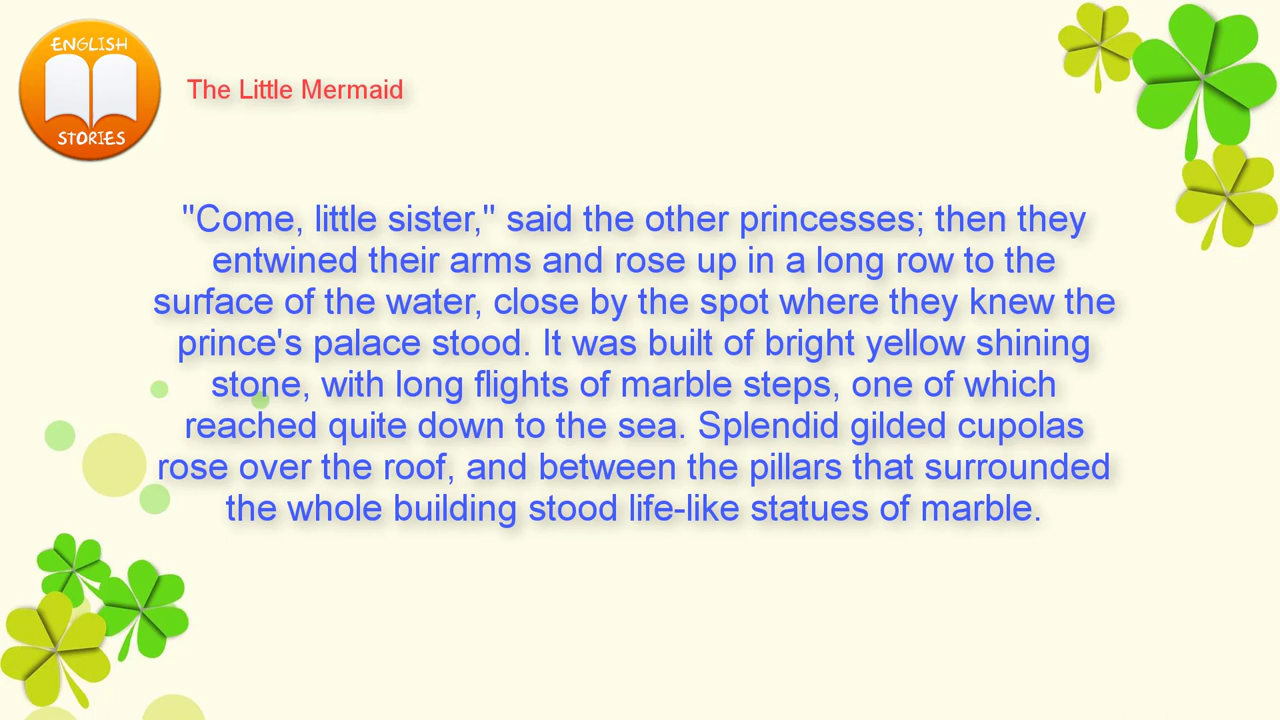 ENGLISH
STORIES
The Little Mermaid
"Come, little sister," said the other princesses; then they
entwined their arms and rose up in a long row to the
surface of the water, close by the spot where they knew the
prince's palace stood. It was built of bright yellow shining
stone, with long flights of marble steps, one of which
reached quite down to the sea. Splendid gilded cupolas
rose over the roof, and between the pillars that surrounded
the whole building stood life-like statues of marble.